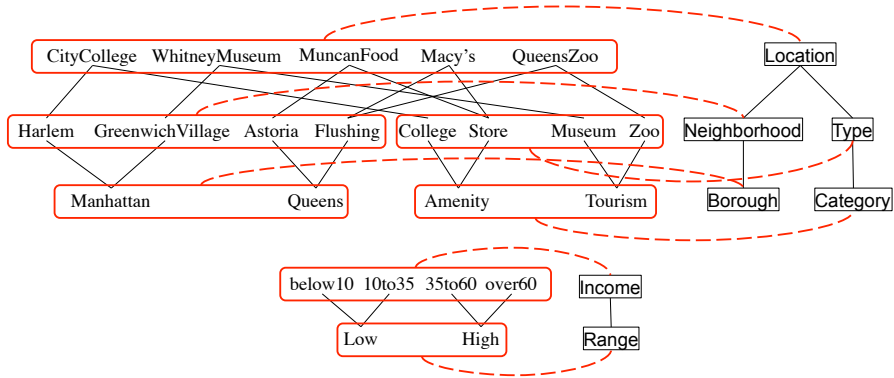 CityCollege WhitneyMuseum MuncanFood Macy's QueensZoo Location
Harlem GreenwichVillage Astoria Flushing College Store Museum Zoo Neighborhood Type
Manhattan Queens Amenity Tourism Borough Category
below10 10to35 35to60 over60 Income
Low High Range